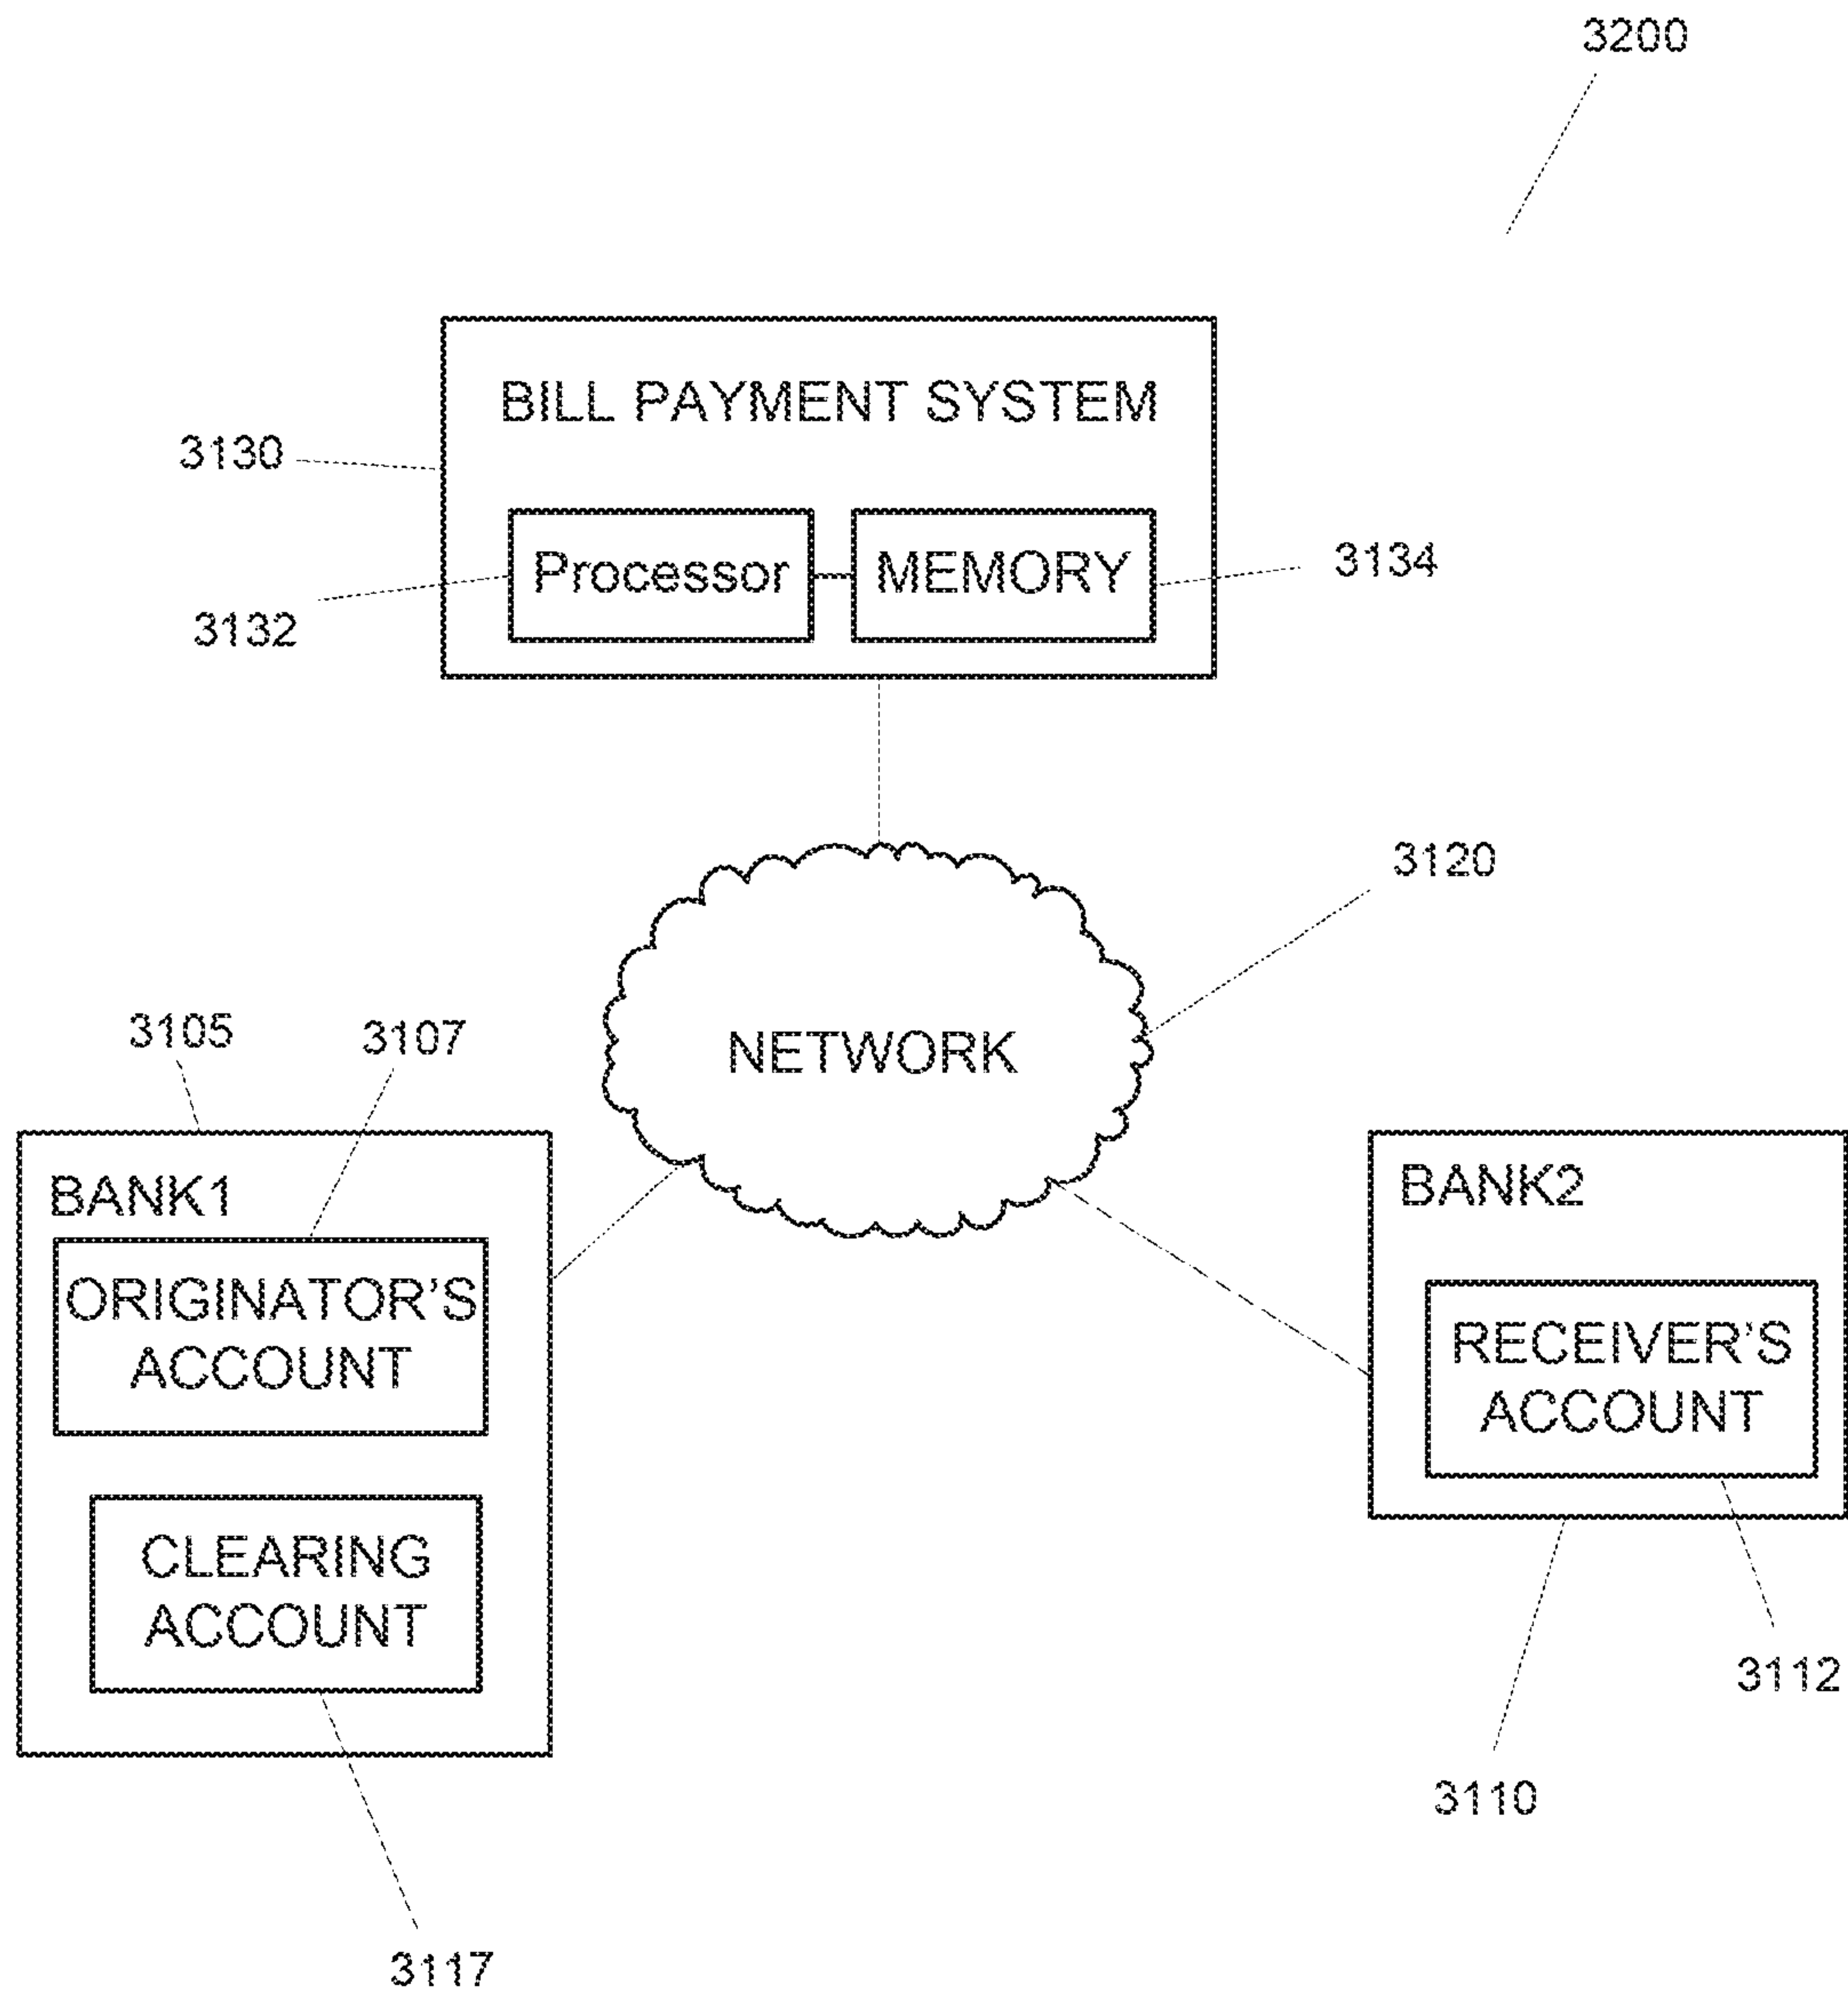 3200
BILL PAYMENT SYSTEM
3130
Processor
MEMORY
3134
3132
3120
NETWORK
3105
3107
BANK1
ORIGINATOR'S
ACCOUNT
CLEARING
ACCOUNT
3117
BANK2
RECEIVER'S
ACCOUNT
3112
3110